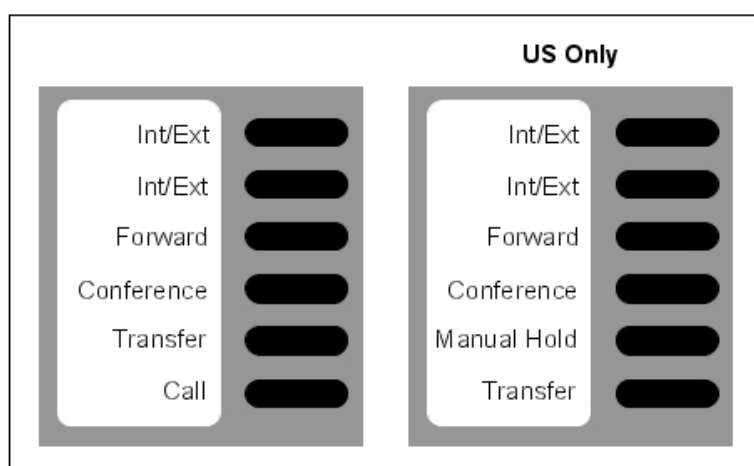 US Only
Int/Ext
Int/Ext
Forward
Conference
Transfer
Call
Int/Ext
Int/Ext
Forward
Conference
Manual Hold
Transfer